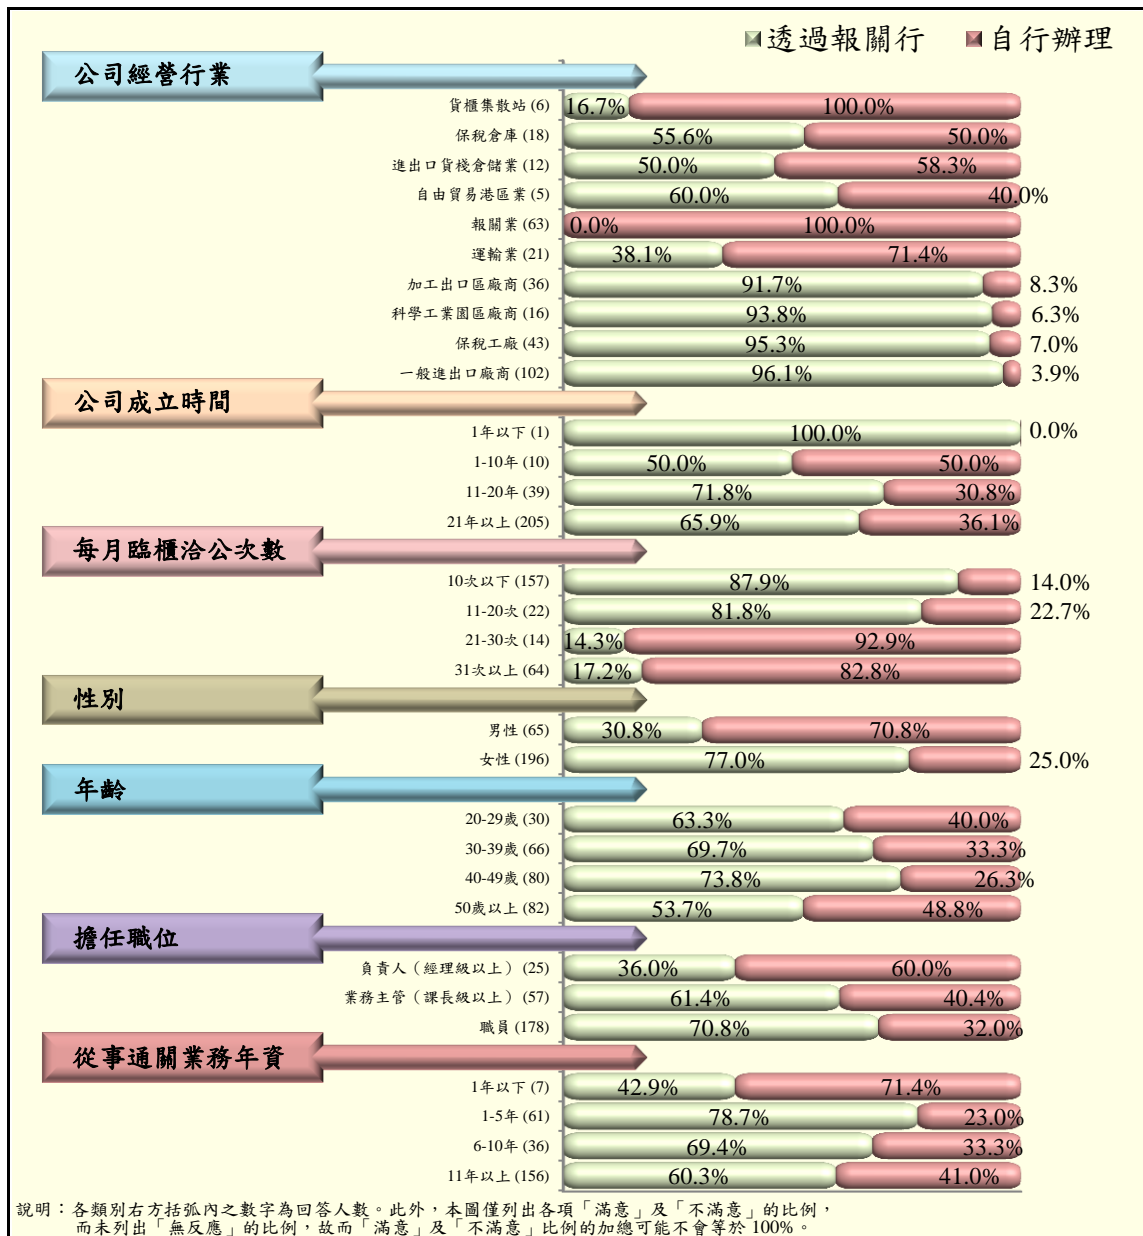 透過報關行 自行辦理
公司經營行業
貨櫃集散站 (6) 16.7% 100.0%
保稅倉庫 (18) 55.6% 50.0%
進出口貨棧倉儲業 (12) 50.0% 58.3%
自由貿易港區業 (5) 60.0% 40.0%
報關業 (63) 0.0% 100.0%
運輸業 (21) 38.1% 71.4%
加工出口區廠商 (36) 91.7% 8.3%
科學工業園區廠商 (16) 93.8% 6.3%
保稅工廠 (43) 95.3% 7.0%
一般進出口廠商 (102) 96.1% 3.9%
公司成立時間
1年以下 (1) 100.0% 0.0%
1-10年 (10) 50.0% 50.0%
11-20年 (39) 71.8% 30.8%
21年以上 (205) 65.9% 36.1%
每月臨櫃洽公次數
10次以下 (157) 87.9% 14.0%
11-20次 (22) 81.8% 22.7%
21-30次 (14) 14.3% 92.9%
31次以上 (64) 17.2% 82.8%
性別
男性 (65) 30.8% 70.8%
女性 (196) 77.0% 25.0%
年齡
20-29歲 (30) 63.3% 40.0%
30-39歲 (66) 69.7% 33.3%
40-49歲 (80) 73.8% 26.3%
50歲以上 (82) 53.7% 48.8%
擔任職位
負責人（經理級以上）(25) 36.0% 60.0%
業務主管（課長級以上）(57) 61.4% 40.4%
職員 (178) 70.8% 32.0%
從事通關業務年資
1年以下 (7) 42.9% 71.4%
1-5年 (61) 78.7% 23.0%
6-10年 (36) 69.4% 33.3%
11年以上 (156) 60.3% 41.0%
說明：各類別右方括弧內之數字為回答人數。此外，本圖僅列出各項「滿意」及「不滿意」的比例，
而未列出「無反應」的比例，故而「滿意」及「不滿意」比例的加總可能不會等於 100%。